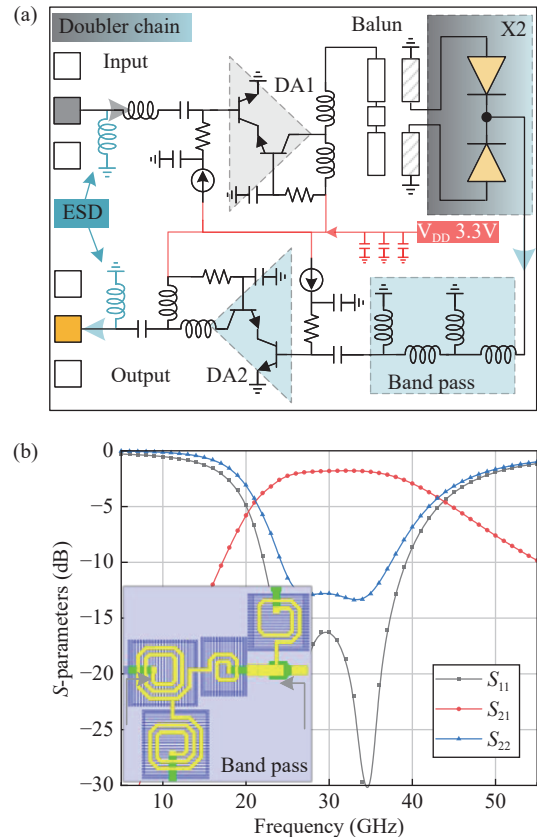 (a)
Doubler chain
Input
DA1
Balun
X2
ESD
V_DD 3.3V
Output
DA2
Band pass
(b)
S-parameters (dB)
0
−5
−10
−15
−20
−25
−30
Band pass
S₁₁
S₂₁
S₂₂
10 20 30 40 50
Frequency (GHz)